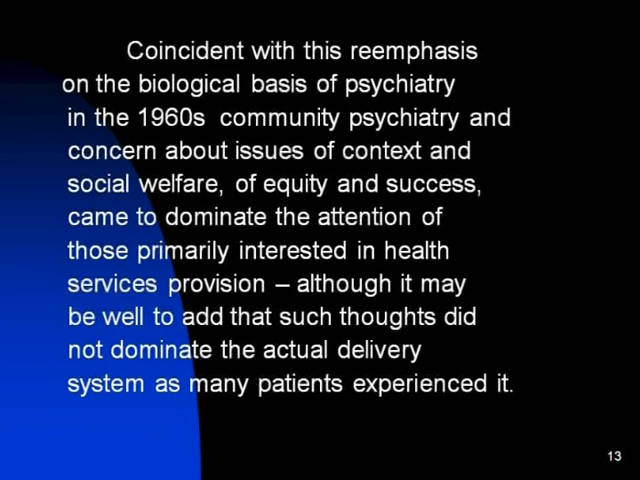 Coincident with this reemphasis
on the biological basis of psychiatry
in the 1960s community psychiatry and
concern about issues of context and
social welfare, of equity and success,
came to dominate the attention of
those primarily interested in health
services provision – although it may
be well to add that such thoughts did
not dominate the actual delivery
system as many patients experienced it.
13